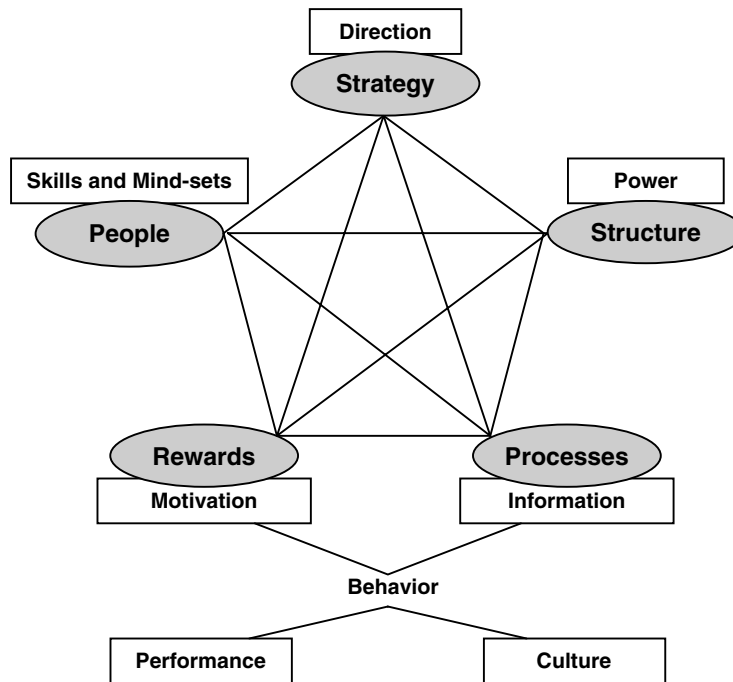 Direction
Strategy
Skills and Mind-sets
People
Power
Structure
Rewards
Motivation
Processes
Information
Behavior
Performance
Culture